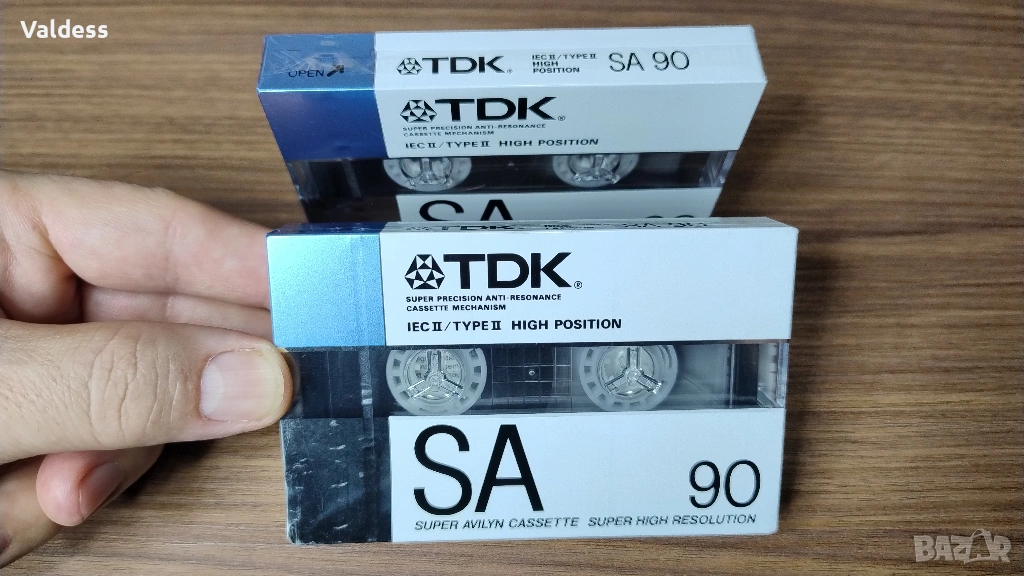 Valdess
OPEN
TDK® IEC II / TYPE II HIGH POSITION SA 90
TDK®
SUPER PRECISION ANTI-RESONANCE
CASSETTE MECHANISM
IEC II / TYPE II HIGH POSITION
SA 90
TDK®
SUPER PRECISION ANTI-RESONANCE
CASSETTE MECHANISM
IEC II / TYPE II HIGH POSITION
SA 90
SUPER AVILYN CASSETTE SUPER HIGH RESOLUTION
BAZAR